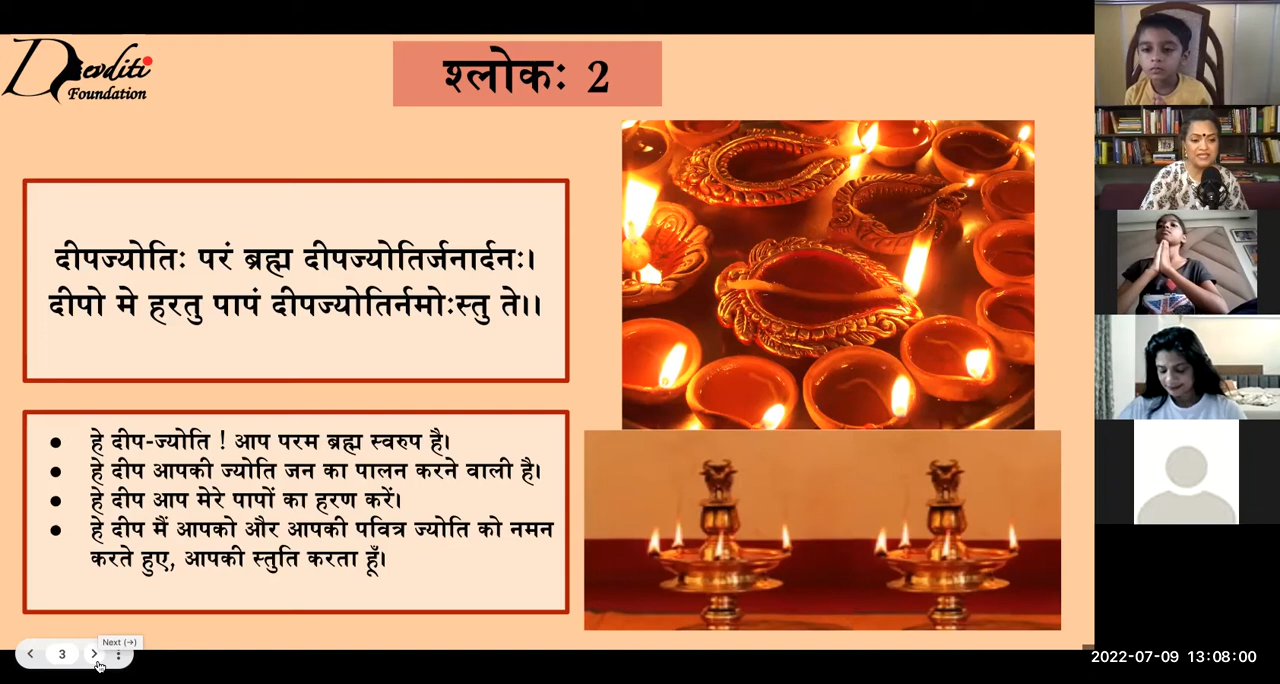 Devditi
Foundation
श्लोकः 2
दीपज्योतिः परं ब्रह्म दीपज्योतिर्जनार्दनः।
दीपो मे हरतु पापं दीपज्योतिर्नमोःस्तु ते।।
● हे दीप-ज्योति ! आप परम ब्रह्म स्वरुप है।
● हे दीप आपकी ज्योति जन का पालन करने वाली है।
● हे दीप आप मेरे पापों का हरण करें।
● हे दीप मैं आपको और आपकी पवित्र ज्योति को नमन
करते हुए, आपकी स्तुति करता हूँ।
Next (→)
3
2022-07-09 13:08:00